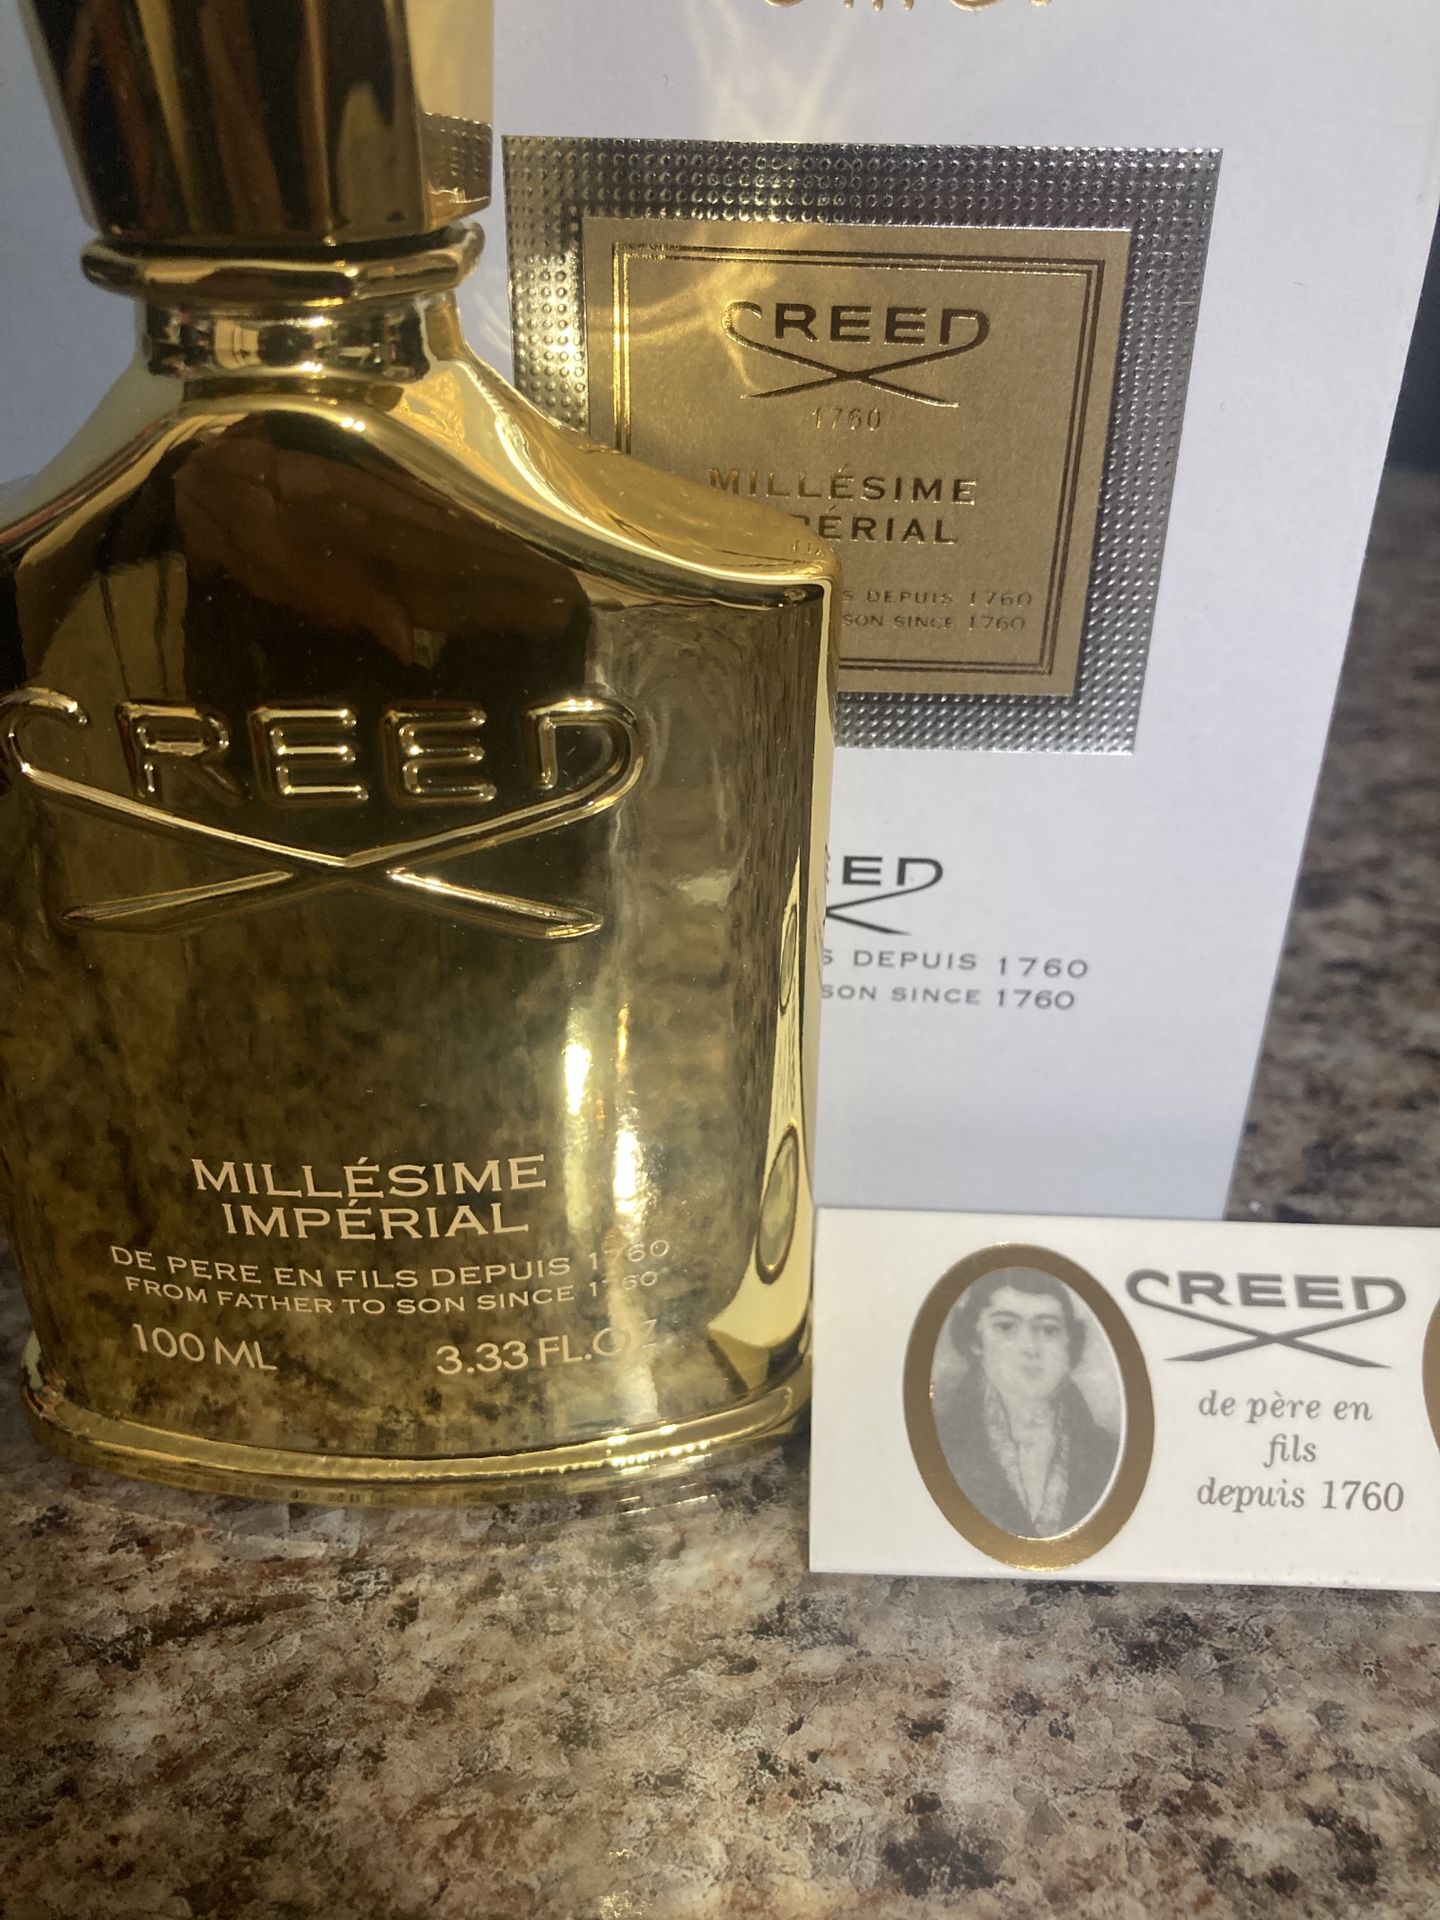 CREED
1760
MILLÉSIME
DEPUIS 1760
SON SINCE 1760
CREED
DEPUIS 1760
SON SINCE 1760
MILLÉSIME
IMPÉRIAL
DE PERE EN FILS DEPUIS 1760
FROM FATHER TO SON SINCE 1760
100 ML 3.33 FL.OZ
CREED
de père en
fils
depuis 1760